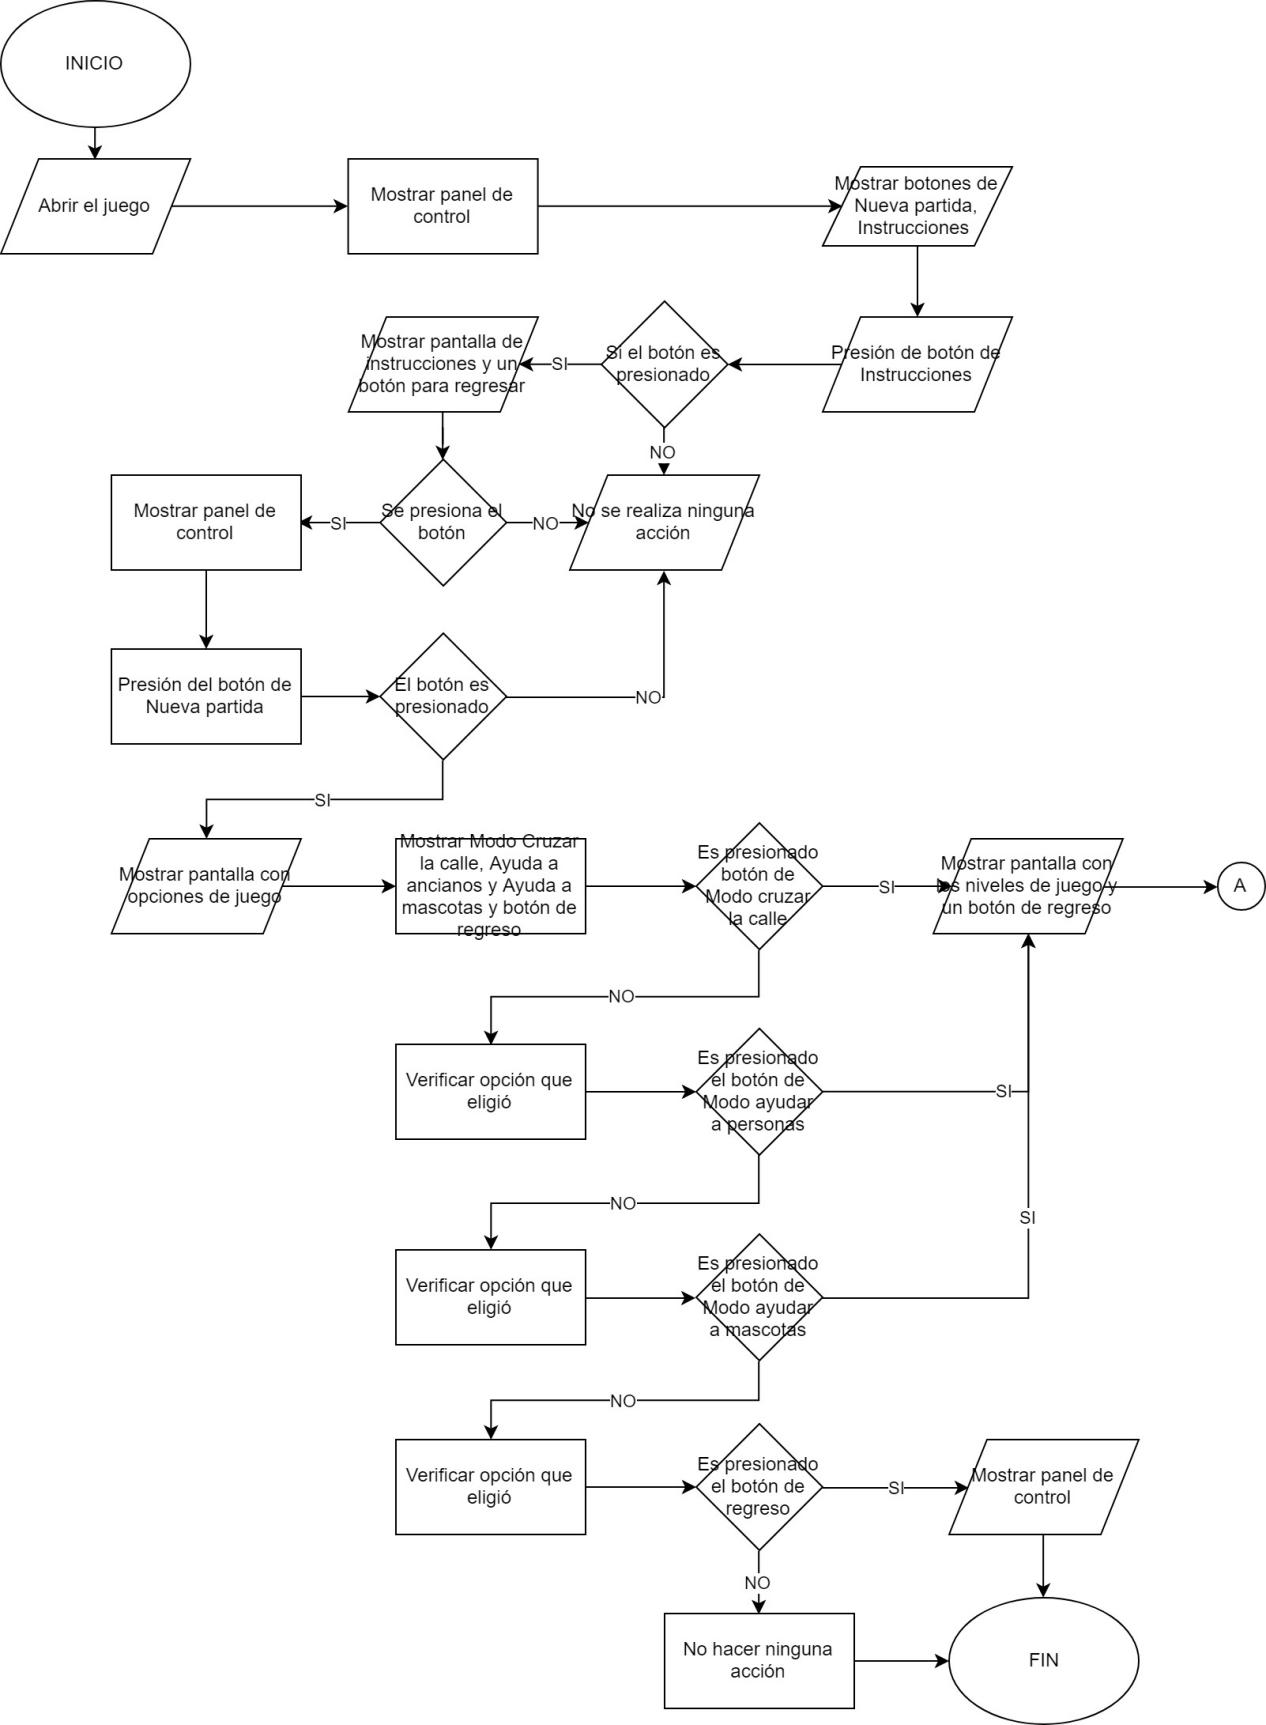 INICIO
Abrir el juego
Mostrar panel de
control
Mostrar botones de
Nueva partida,
Instrucciones
Presión de botón de
Instrucciones
Si el botón es
presionado
SI
NO
Mostrar pantalla de
instrucciones y un
botón para regresar
Se presiona el
botón
SI
NO
No se realiza ninguna
acción
Mostrar panel de
control
Presión del botón de
Nueva partida
El botón es
presionado
NO
SI
Mostrar pantalla con
opciones de juego
Mostrar Modo Cruzar
la calle, Ayuda a
ancianos y Ayuda a
mascotas y botón de
regreso
Es presionado
botón de
Modo cruzar
la calle
SI
Mostrar pantalla con
los niveles de juego y
un botón de regreso
A
NO
Verificar opción que
eligió
Es presionado
el botón de
Modo ayudar
a personas
SI
NO
SI
Verificar opción que
eligió
Es presionado
el botón de
Modo ayudar
a mascotas
NO
Verificar opción que
eligió
Es presionado
el botón de
regreso
SI
Mostrar panel de
control
NO
No hacer ninguna
acción
FIN